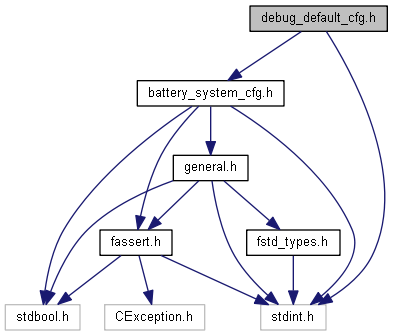 debug_default_cfg.h
battery_system_cfg.h
general.h
fassert.h
fstd_types.h
stdbool.h
CException.h
stdint.h